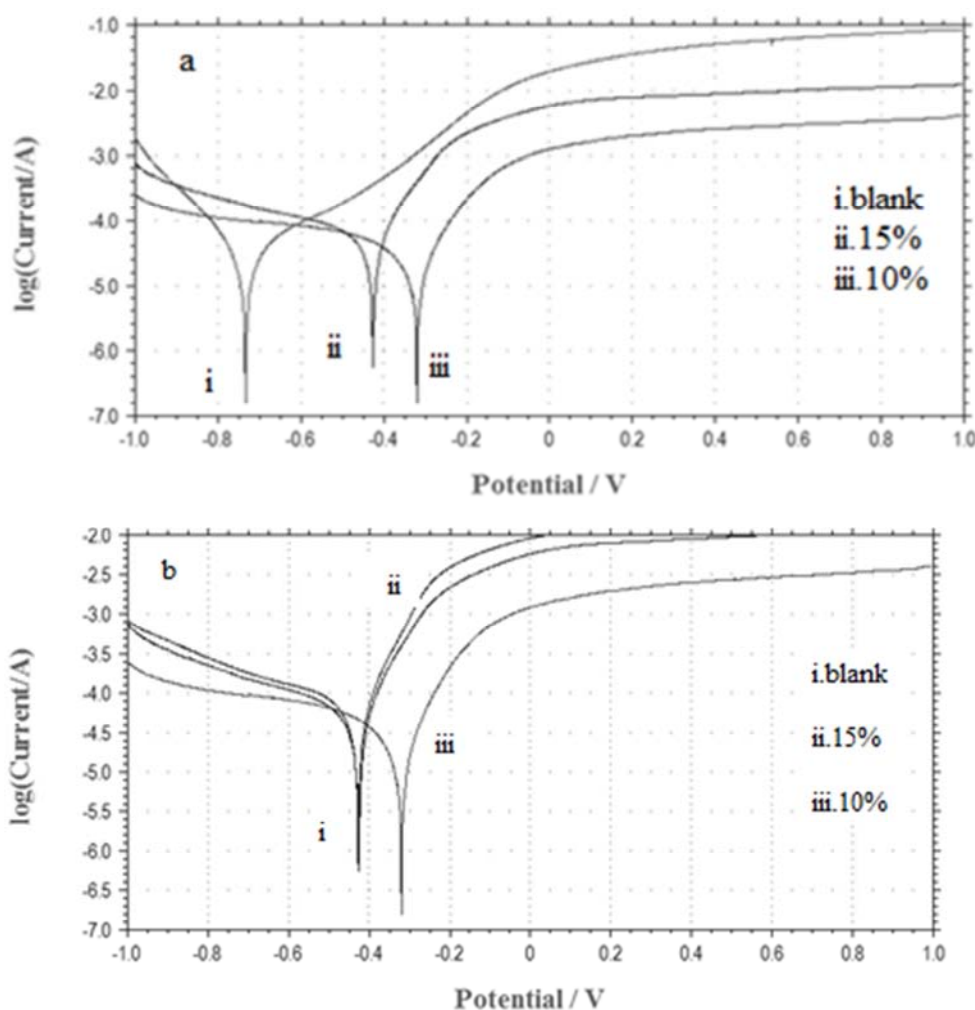 a
-1.0
-2.0
-3.0
-4.0
-5.0
-6.0
-7.0
log(Current/A)
i.blank
ii.15%
iii.10%
i
ii
iii
-1.0 -0.8 -0.6 -0.4 -0.2 0 0.2 0.4 0.6 0.8 1.0
Potential / V
b
-2.0
-2.5
-3.0
-3.5
-4.0
-4.5
-5.0
-5.5
-6.0
-6.5
-7.0
log(Current/A)
ii
iii
i
i.blank
ii.15%
iii.10%
-1.0 -0.8 -0.6 -0.4 -0.2 0 0.2 0.4 0.6 0.8 1.0
Potential / V